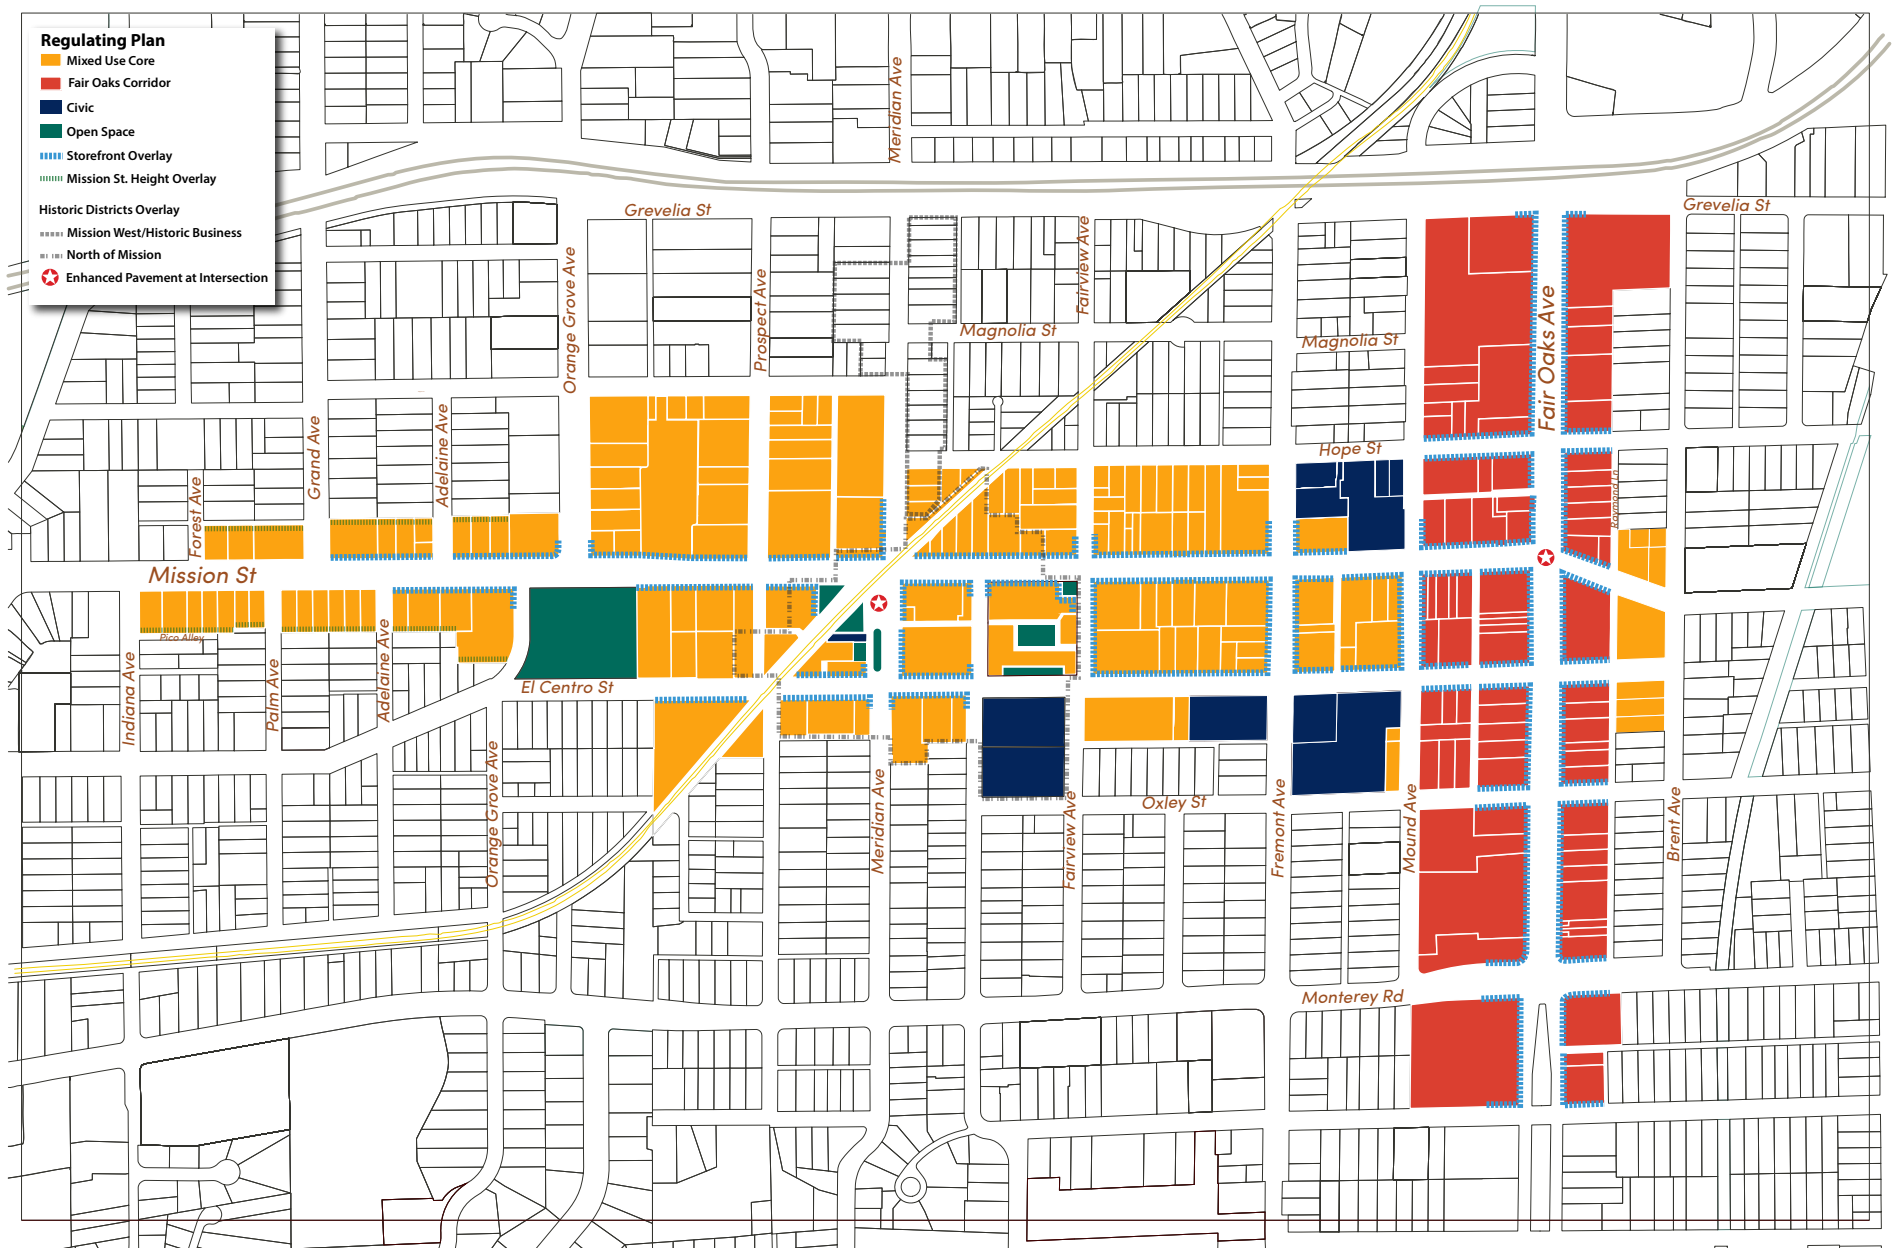 Regulating Plan
Mixed Use Core
Fair Oaks Corridor
Civic
Open Space
Storefront Overlay
Mission St. Height Overlay
Historic Districts Overlay
Mission West/Historic Business
North of Mission
Enhanced Pavement at Intersection
Meridian Ave
Grevelia St
Grevelia St
Orange Grove Ave
Prospect Ave
Fairview Ave
Magnolia St
Magnolia St
Fair Oaks Ave
Grand Ave
Adelaine Ave
Forest Ave
Hope St
Raymond Ln
Mission St
Pico Alley
Indiana Ave
Palm Ave
Adelaine Ave
El Centro St
Orange Grove Ave
Meridian Ave
Fairview Ave
Oxley St
Fremont Ave
Mound Ave
Brent Ave
Monterey Rd